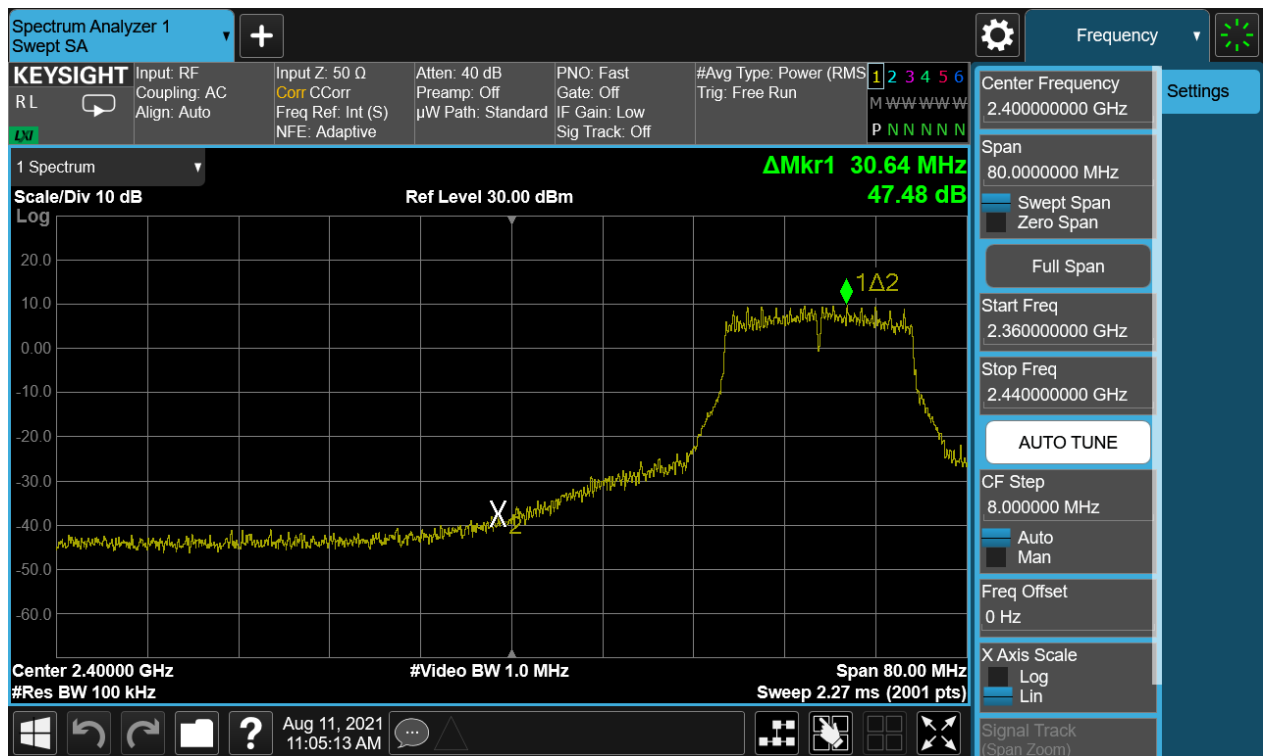 Spectrum Analyzer 1
Swept SA
+
Frequency
KEYSIGHT
R L
LXI
Input: RF
Coupling: AC
Align: Auto
Input Z: 50 Ω
Corr CCorr
Freq Ref: Int (S)
NFE: Adaptive
Atten: 40 dB
Preamp: Off
µW Path: Standard
PNO: Fast
Gate: Off
IF Gain: Low
Sig Track: Off
#Avg Type: Power (RMS
Trig: Free Run
1 2 3 4 5 6
M W W W W W
P N N N N N
1 Spectrum
ΔMkr1 30.64 MHz
47.48 dB
Scale/Div 10 dB
Ref Level 30.00 dBm
Log
20.0
10.0
0.00
-10.0
-20.0
-30.0
-40.0
-50.0
-60.0
1Δ2
X
2
Center 2.40000 GHz
#Video BW 1.0 MHz
Span 80.00 MHz
#Res BW 100 kHz
Sweep 2.27 ms (2001 pts)
?
Aug 11, 2021
11:05:13 AM
Center Frequency
2.400000000 GHz
Settings
Span
80.0000000 MHz
Swept Span
Zero Span
Full Span
Start Freq
2.360000000 GHz
Stop Freq
2.440000000 GHz
AUTO TUNE
CF Step
8.000000 MHz
Auto
Man
Freq Offset
0 Hz
X Axis Scale
Log
Lin
Signal Track
(Span Zoom)